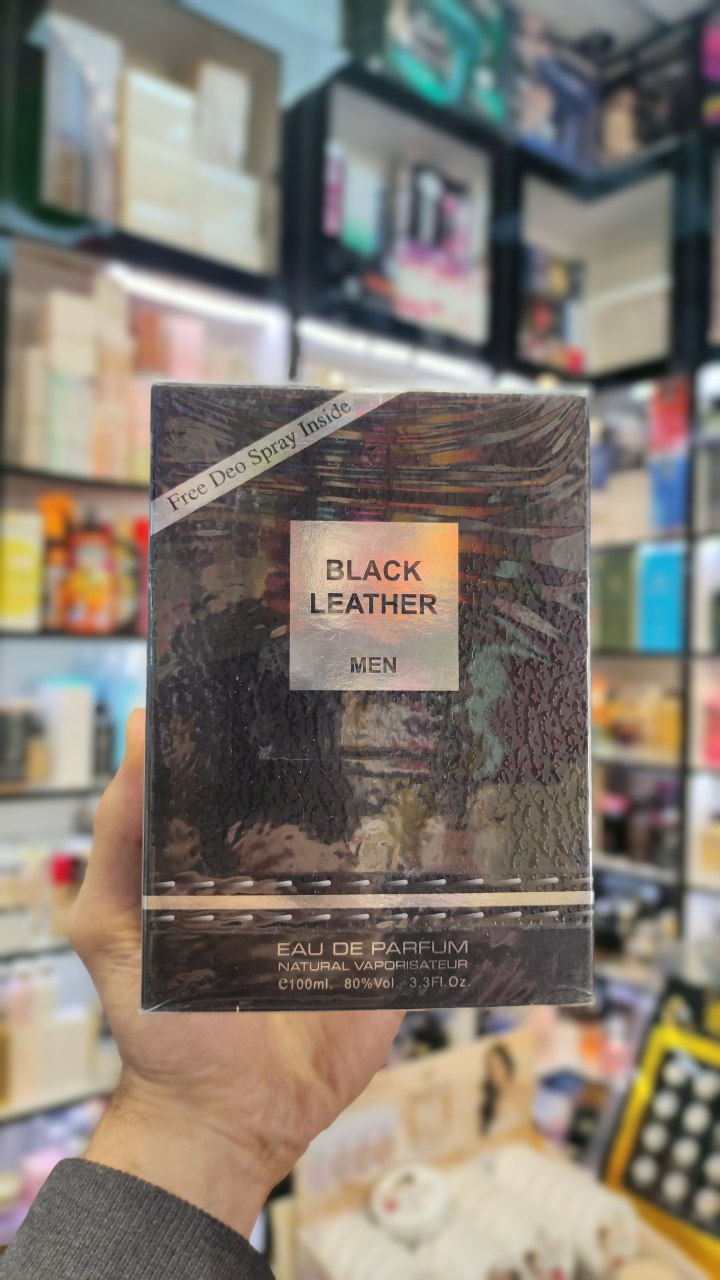 Free Deo Spray Inside
BLACK
LEATHER
MEN
EAU DE PARFUM
NATURAL VAPORISATEUR
℮100ml. 80%Vol. 3.3Fl.Oz.